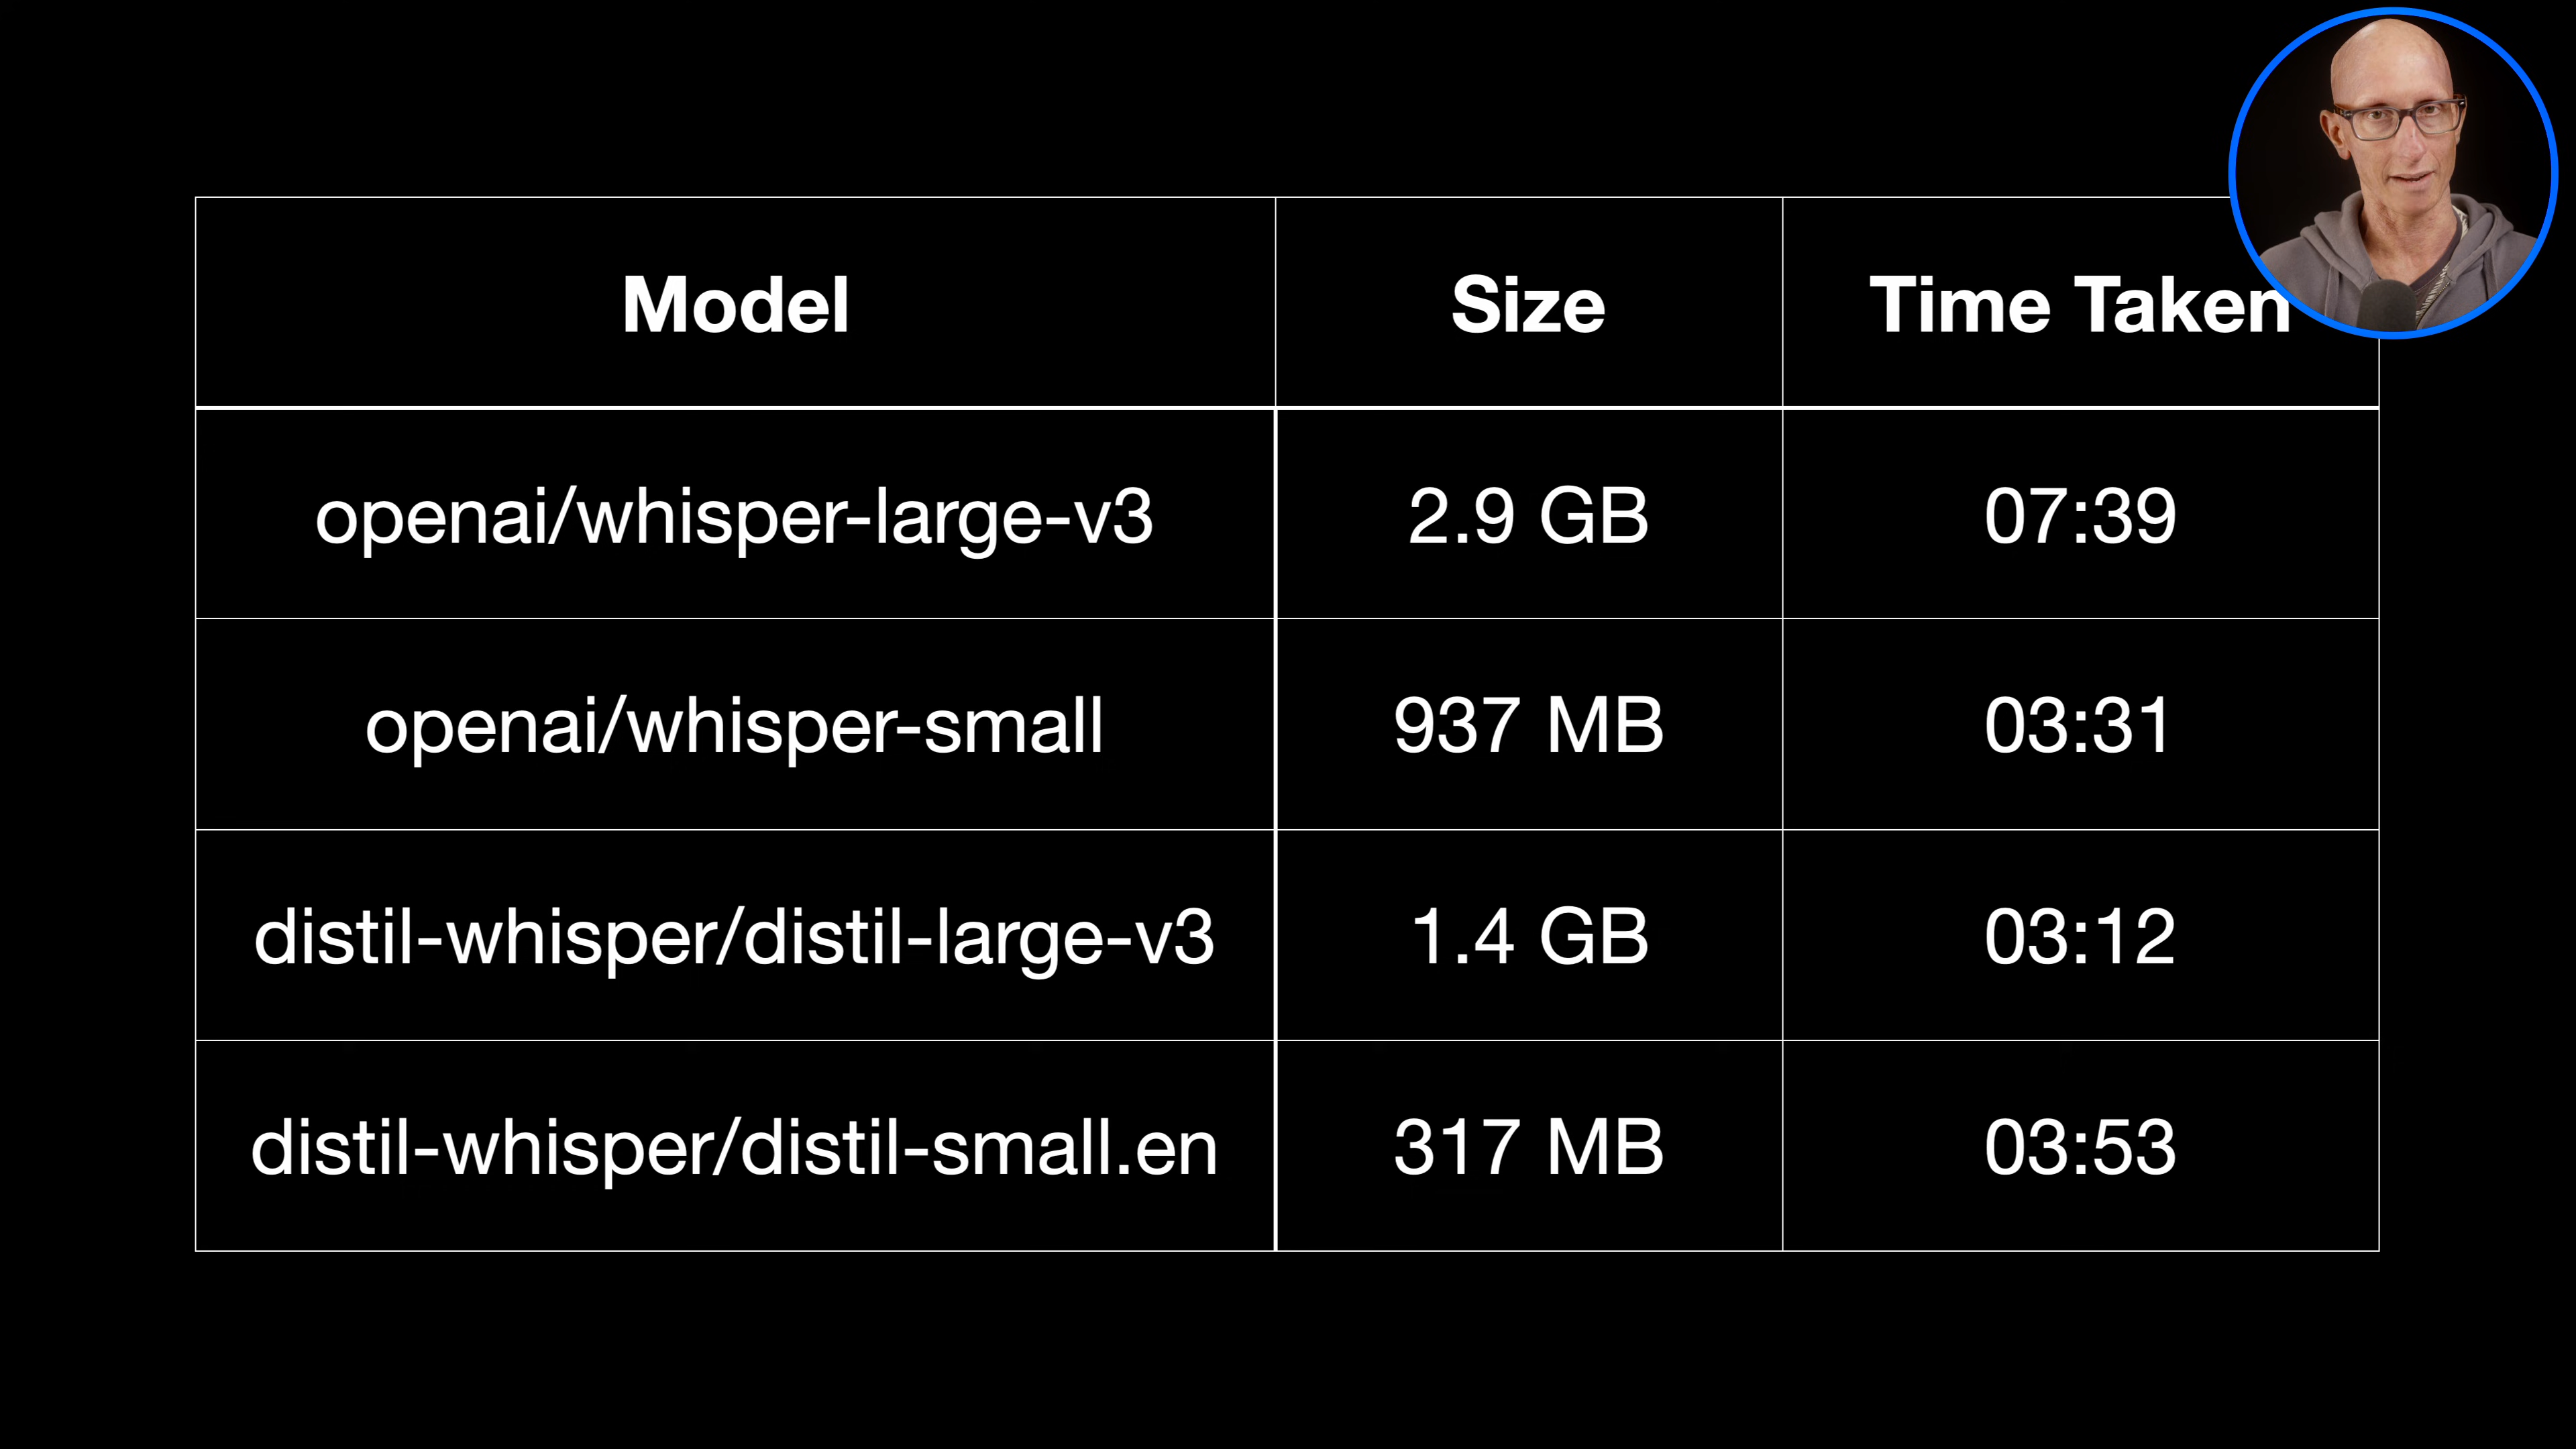 Model Size Time Taken
openai/whisper-large-v3 2.9 GB 07:39
openai/whisper-small 937 MB 03:31
distil-whisper/distil-large-v3 1.4 GB 03:12
distil-whisper/distil-small.en 317 MB 03:53